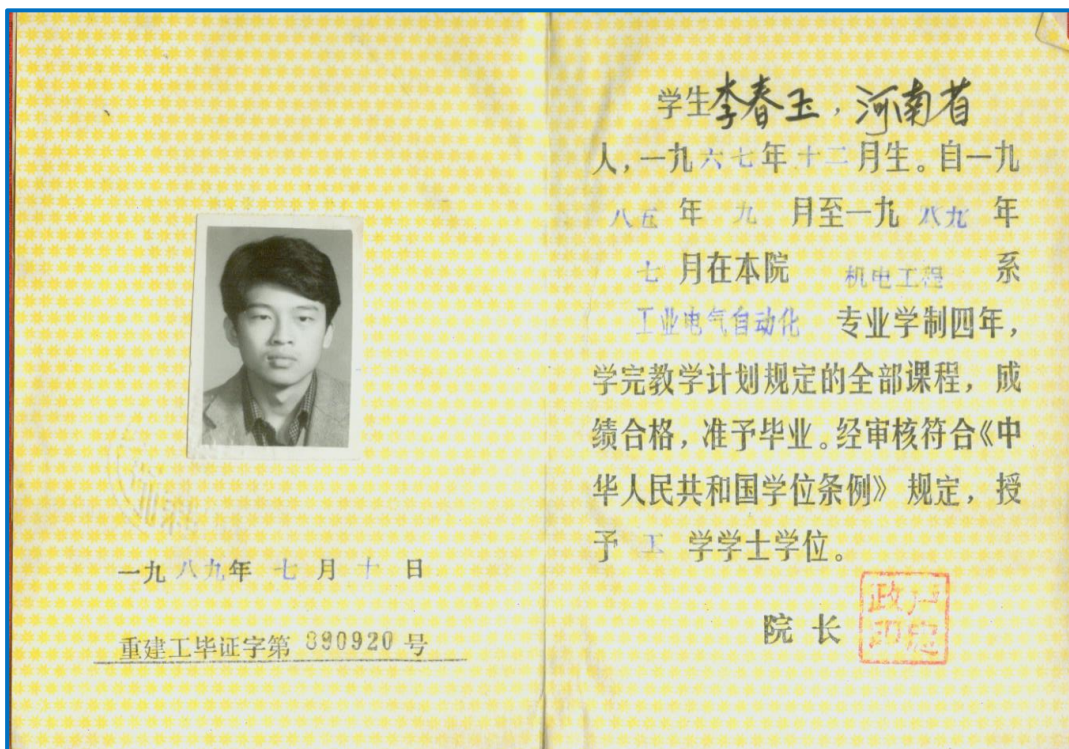 一九八九年 七 月 十 日
重建工毕证字第 890920 号
学生李春玉，河南省
人，一九六七年十二月生。自一九
八五 年 九 月至一九 八九 年
七 月在本院 机电工程 系
工业电气自动化 专业学制四年，
学完教学计划规定的全部课程，成
绩合格，准予毕业。经审核符合《中
华人民共和国学位条例》规定，授
予 工 学学士学位。
院 长